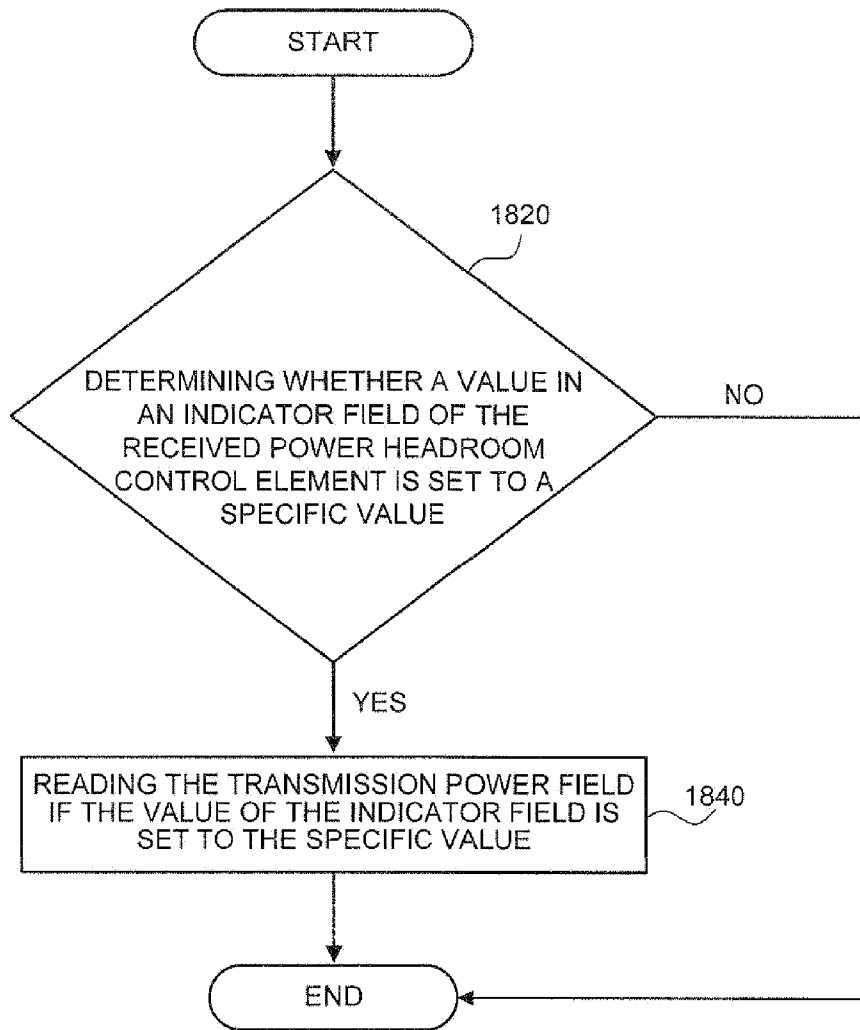 START
1820
DETERMINING WHETHER A VALUE IN
AN INDICATOR FIELD OF THE
RECEIVED POWER HEADROOM
CONTROL ELEMENT IS SET TO A
SPECIFIC VALUE
NO
YES
READING THE TRANSMISSION POWER FIELD
IF THE VALUE OF THE INDICATOR FIELD IS
SET TO THE SPECIFIC VALUE
1840
END